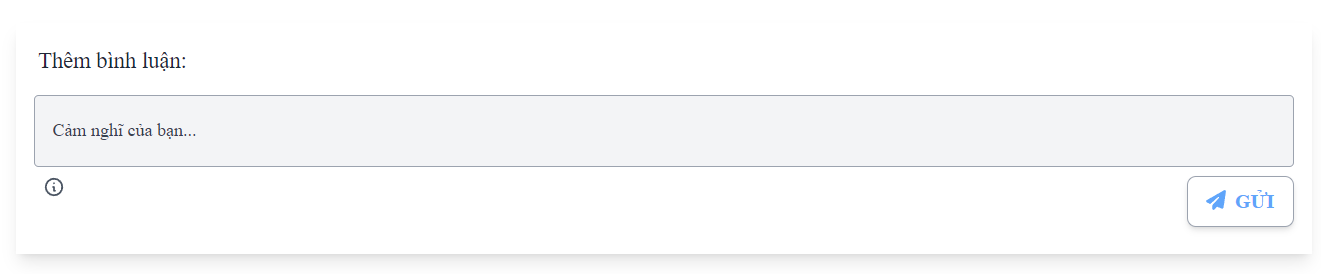 Thêm bình luận:
Cảm nghĩ của bạn...
GỬI